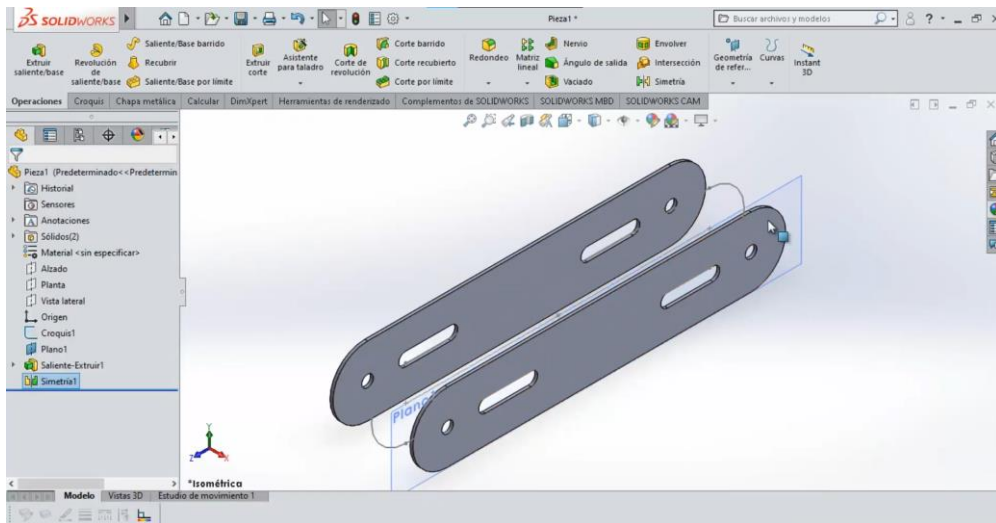 SOLIDWORKS
Pieza1 *
Buscar archivos y modelos
?
Extruir saliente/base
Revolución de saliente/base
Saliente/Base barrido
Recubrir
Saliente/Base por límite
Extruir corte
Asistente para taladro
Corte de revolución
Corte barrido
Corte recubierto
Corte por límite
Redondeo
Matriz lineal
Nervio
Ángulo de salida
Vaciado
Envolver
Intersección
Simetría
Geometría de refer...
Curvas
Instant 3D
Operaciones Croquis Chapa metálica Calcular DimXpert Herramientas de renderizado Complementos de SOLIDWORKS SOLIDWORKS MBD SOLIDWORKS CAM
Pieza1 (Predeterminado<<Predetermin
Historial
Sensores
Anotaciones
Sólidos(2)
Material <sin especificar>
Alzado
Planta
Vista lateral
Origen
Croquis1
Plano1
Saliente-Extruir1
Simetría1
Plano
Y
Z
X
*Isométrica
Modelo Vistas 3D Estudio de movimiento 1